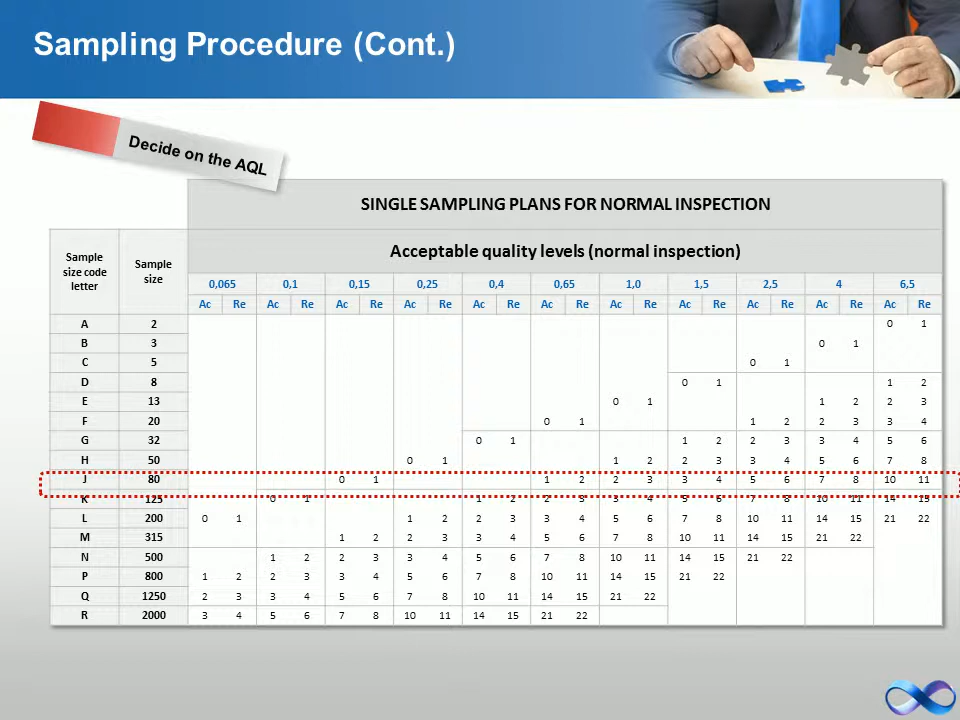 Sampling Procedure (Cont.)
Decide on the AQL
SINGLE SAMPLING PLANS FOR NORMAL INSPECTION
Sample size code letter
Sample size
Acceptable quality levels (normal inspection)
0,065 0,1 0,15 0,25 0,4 0,65 1,0 1,5 2,5 4 6,5
Ac Re Ac Re Ac Re Ac Re Ac Re Ac Re Ac Re Ac Re Ac Re Ac Re Ac Re
A 2 0 1
B 3 0 1
C 5 0 1
D 8 0 1 1 2
E 13 0 1 1 2 2 3
F 20 0 1 1 2 2 3 3 4
G 32 0 1 1 2 2 3 3 4 5 6
H 50 0 1 1 2 2 3 3 4 5 6 7 8
J 80 0 1 1 2 2 3 3 4 5 6 7 8 10 11
K 125 0 1 1 2 2 3 3 4 5 6 7 8 10 11 14 15
L 200 0 1 1 2 2 3 3 4 5 6 7 8 10 11 14 15 21 22
M 315 1 2 2 3 3 4 5 6 7 8 10 11 14 15 21 22
N 500 1 2 2 3 3 4 5 6 7 8 10 11 14 15 21 22
P 800 1 2 2 3 3 4 5 6 7 8 10 11 14 15 21 22
Q 1250 2 3 3 4 5 6 7 8 10 11 14 15 21 22
R 2000 3 4 5 6 7 8 10 11 14 15 21 22